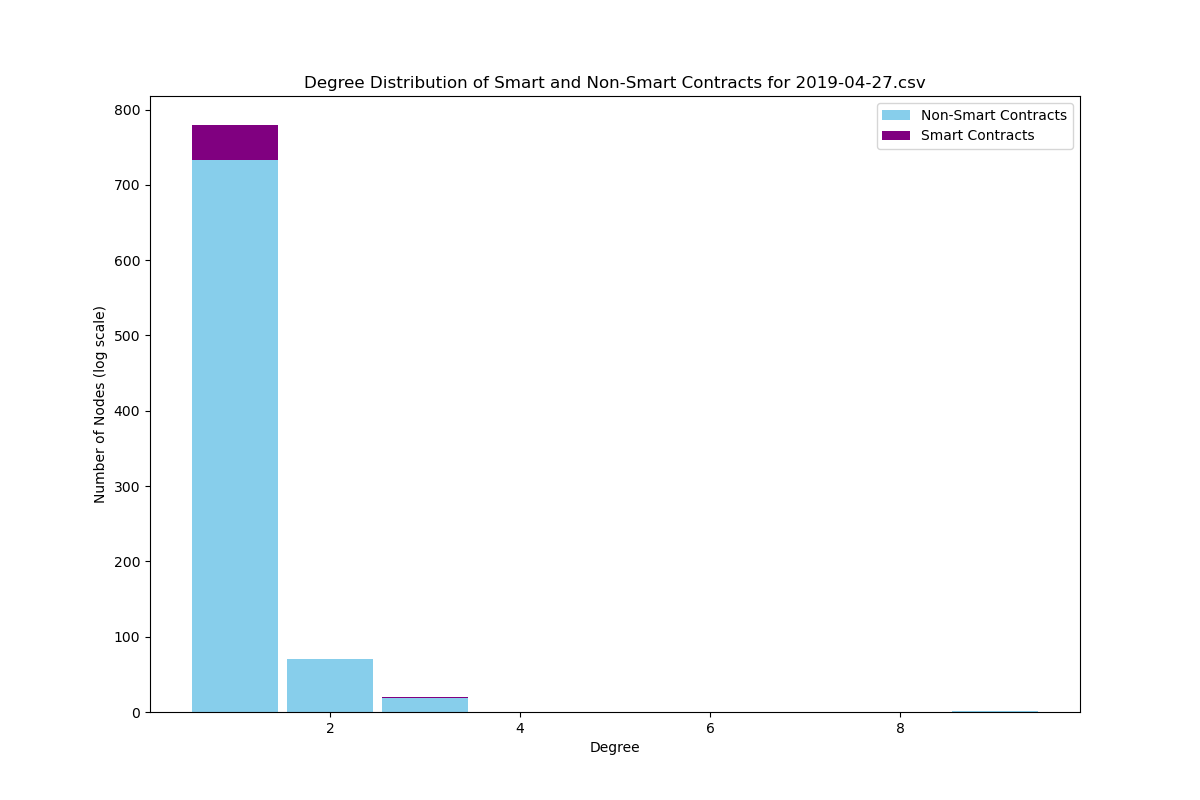 Degree Distribution of Smart and Non-Smart Contracts for 2019-04-27.csv
Non-Smart Contracts
Smart Contracts
Number of Nodes (log scale)
800
700
600
500
400
300
200
100
0
2 4 6 8
Degree